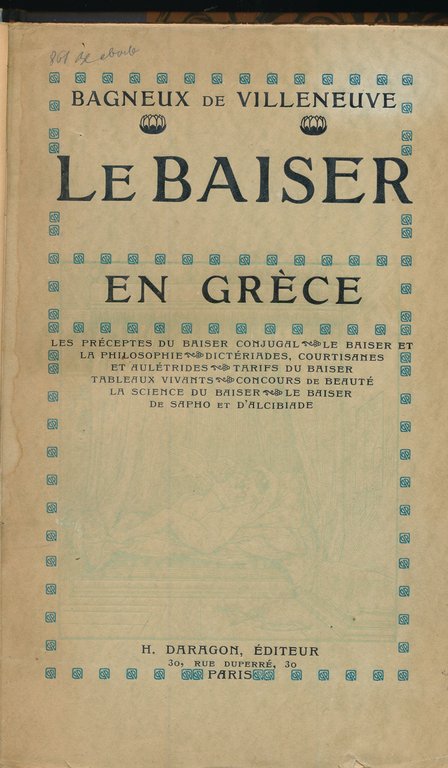 BAGNEUX DE VILLENEUVE
LE BAISER
EN GRÈCE
LES PRÉCEPTES DU BAISER CONJUGAL LE BAISER ET
LA PHILOSOPHIE DICTÉRIADES, COURTISANES
ET AULÉTRIDES TARIFS DU BAISER
TABLEAUX VIVANTS CONCOURS DE BEAUTÉ
LA SCIENCE DU BAISER LE BAISER
DE SAPHO ET D'ALCIBIADE
H. DARAGON, ÉDITEUR
30, RUE DUPERRÉ, 30
PARIS